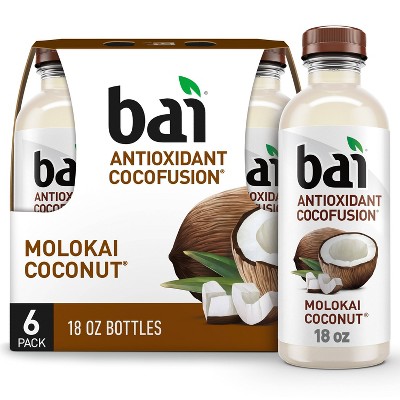 bai
ANTIOXIDANT
COCOFUSION®
MOLOKAI
COCONUT®
6
PACK
18 OZ BOTTLES
bai
ANTIOXIDANT
COCOFUSION®
MOLOKAI
COCONUT®
18 oz